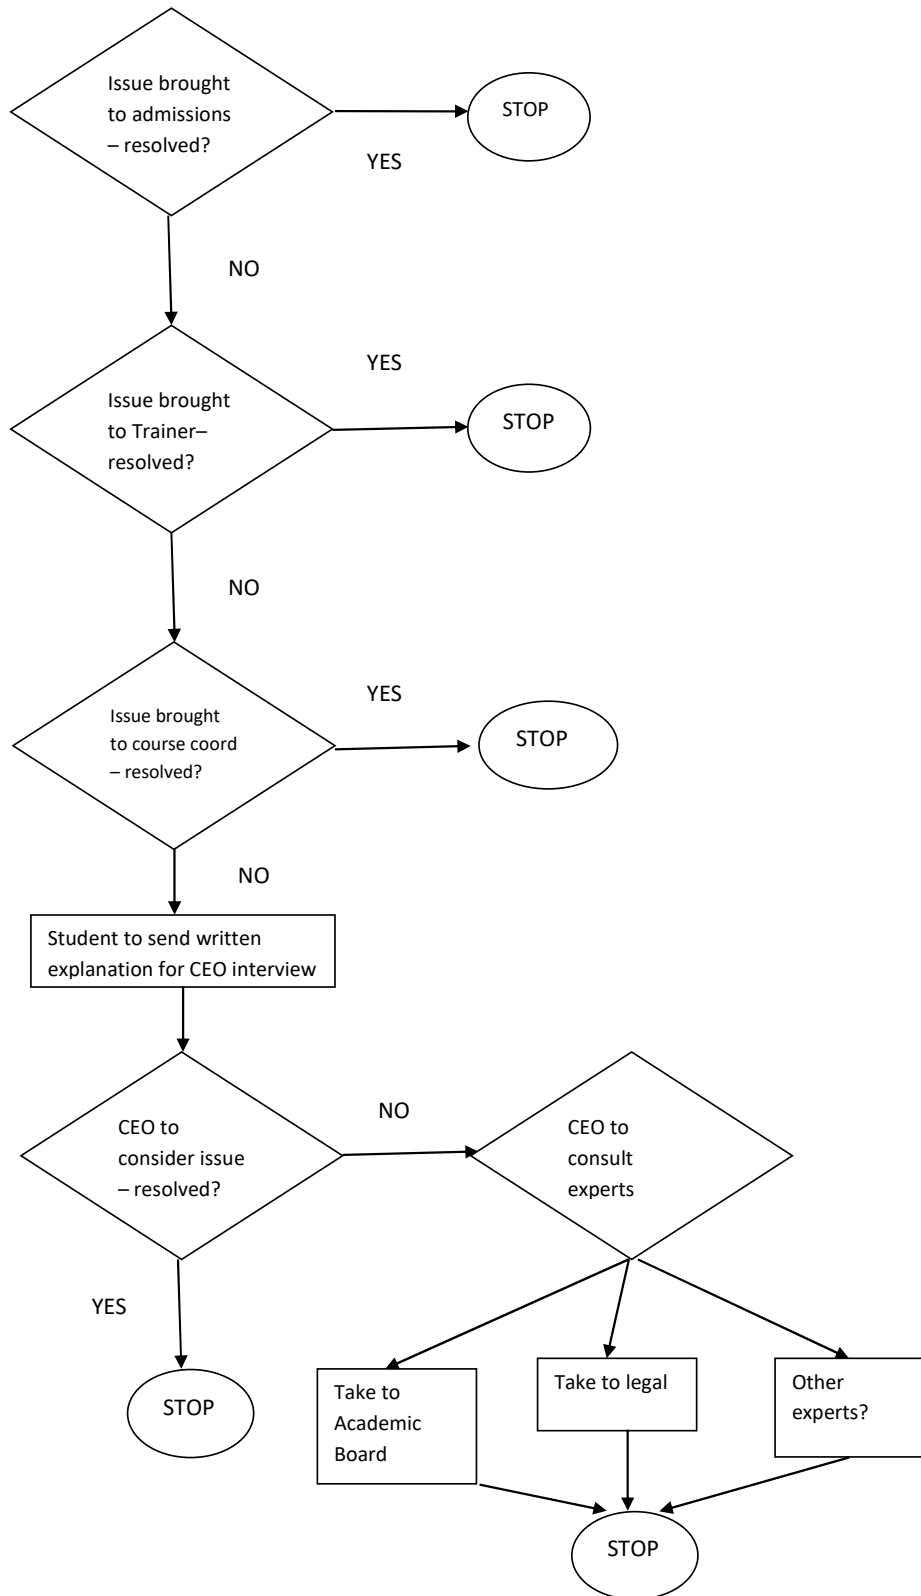 Issue brought
to admissions
– resolved?
STOP
YES
NO
Issue brought
to Trainer–
resolved?
YES
STOP
NO
Issue brought
to course coord
– resolved?
YES
STOP
NO
Student to send written
explanation for CEO interview
CEO to
consider issue
– resolved?
NO
CEO to
consult
experts
YES
STOP
Take to
Academic
Board
Take to legal
Other
experts?
STOP